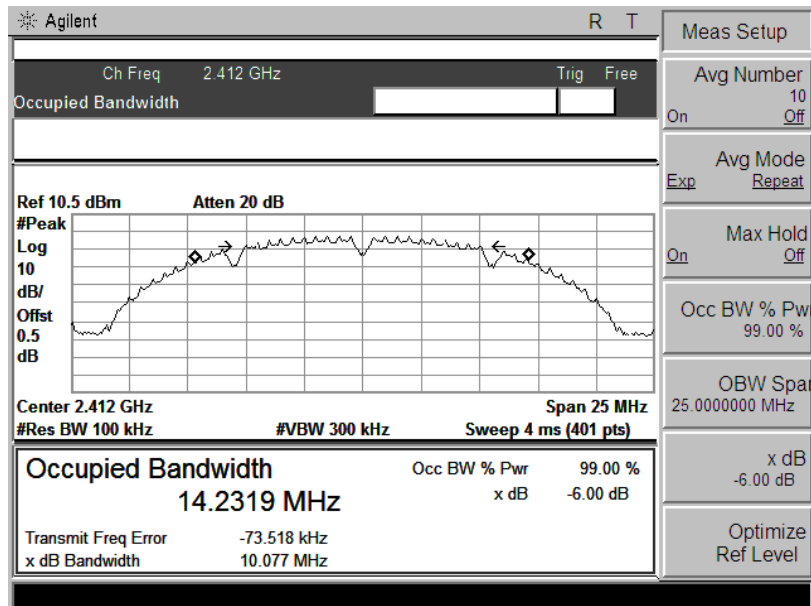 Agilent R T
Ch Freq 2.412 GHz Trig Free
Occupied Bandwidth
Ref 10.5 dBm Atten 20 dB
#Peak
Log
10
dB/
Offst
0.5
dB
Center 2.412 GHz Span 25 MHz
#Res BW 100 kHz #VBW 300 kHz Sweep 4 ms (401 pts)
Occupied Bandwidth
14.2319 MHz
Occ BW % Pwr 99.00 %
x dB -6.00 dB
Transmit Freq Error -73.518 kHz
x dB Bandwidth 10.077 MHz
Meas Setup
Avg Number
10
On Off
Avg Mode
Exp Repeat
Max Hold
On Off
Occ BW % Pwr
99.00 %
OBW Spar
25.0000000 MHz
x dB
-6.00 dB
Optimize
Ref Level